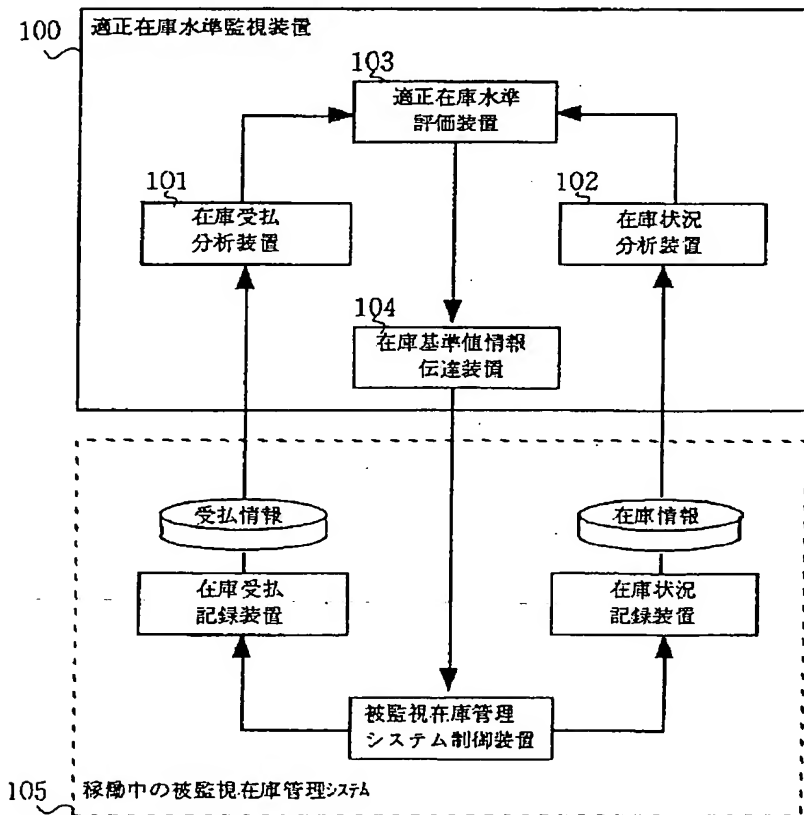 100
適正在庫水準監視装置
103
適正在庫水準
評価装置
101
在庫受払
分析装置
102
在庫状況
分析装置
104
在庫基準値情報
伝達装置
受払情報
在庫情報
在庫受払
記録装置
在庫状況
記録装置
被監視在庫管理
システム制御装置
105
稼働中の被監視在庫管理システム